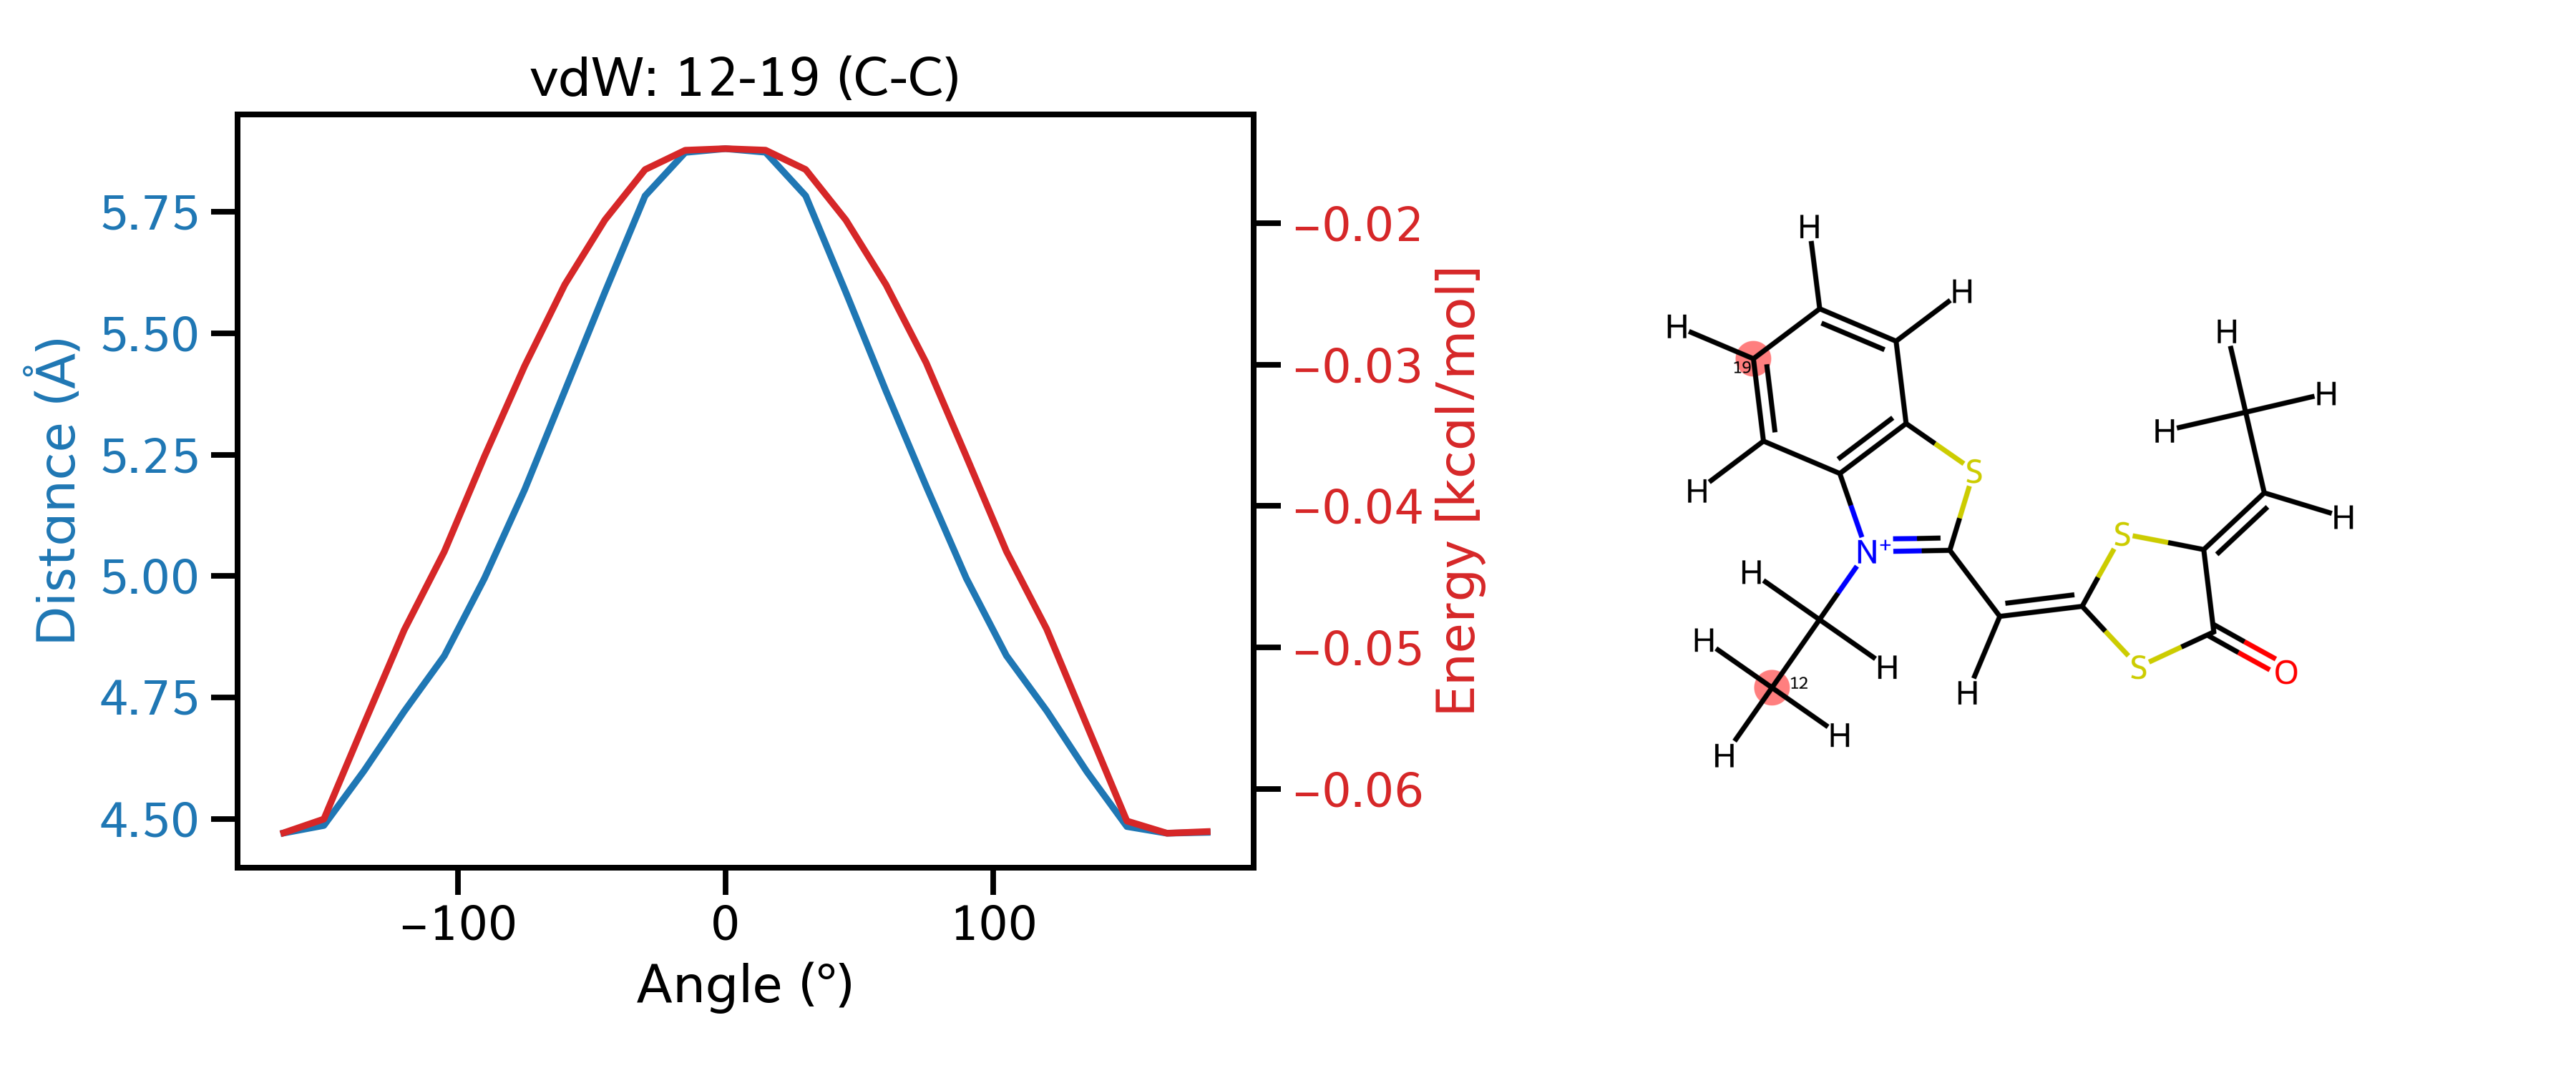 vdW: 12-19 (C-C)
5.75
5.50
5.25
5.00
4.75
4.50
Distance (Å)
−0.02
−0.03
−0.04
−0.05
−0.06
Energy [kcal/mol]
−100
0
100
Angle (°)
H
H
H
H
19
H
H
H
S
H
S
H
N+
H
H
H
S
O
12
H
H
H